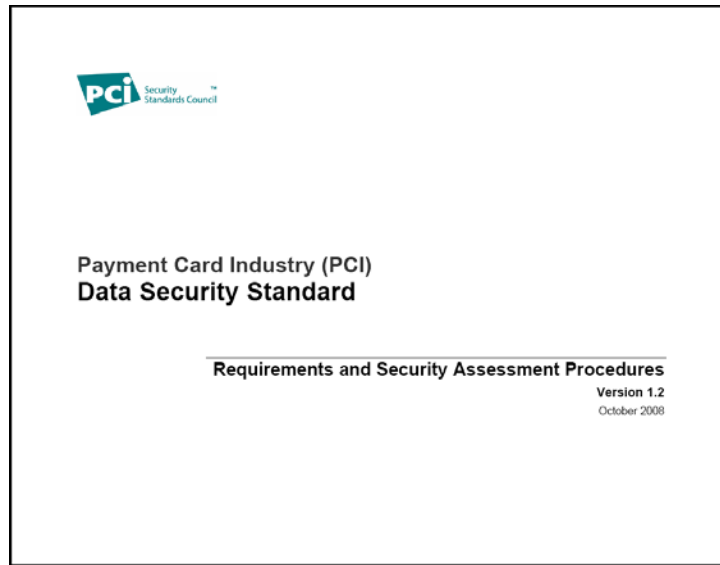 PCI Security ™
Standards Council
Payment Card Industry (PCI)
Data Security Standard
Requirements and Security Assessment Procedures
Version 1.2
October 2008